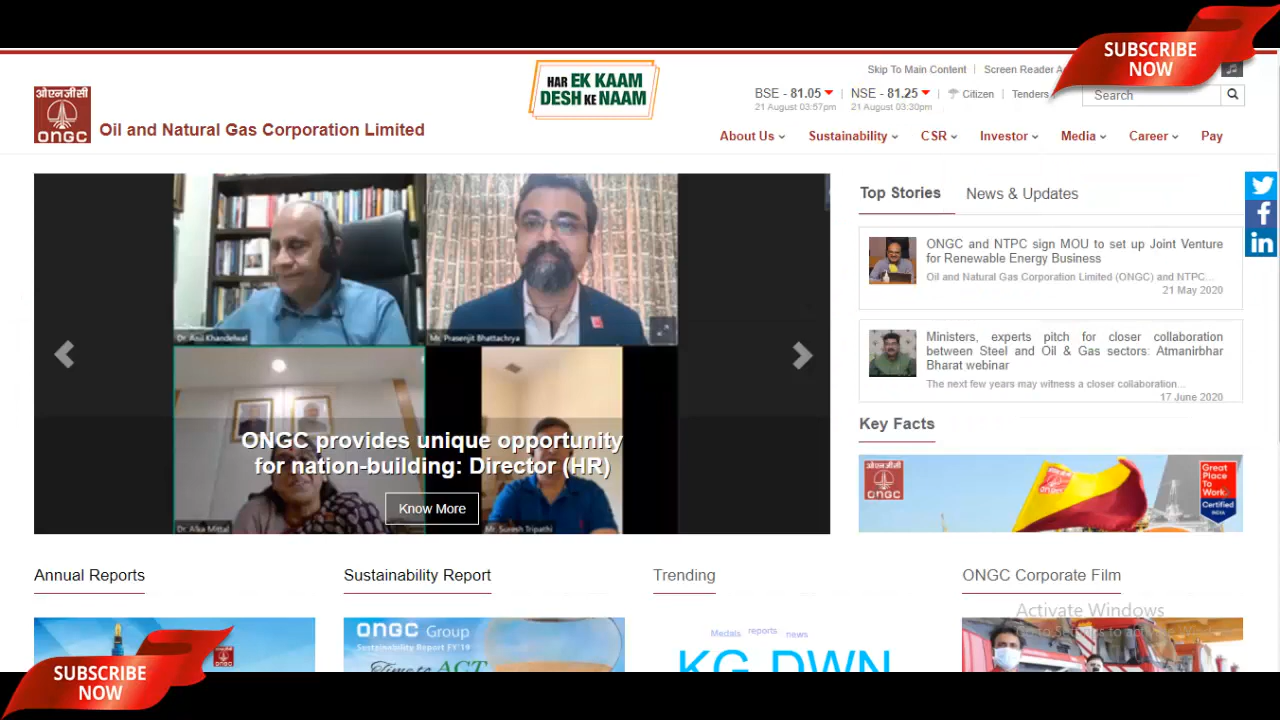 SUBSCRIBE
NOW
HAR EK KAAM
DESH KE NAAM
Skip To Main Content
Screen Reader
ओएनजीसी
ONGC
Oil and Natural Gas Corporation Limited
BSE - 81.05
21 August 03:57pm
NSE - 81.25
21 August 03:30pm
Citizen
Tenders
Search
About Us
Sustainability
CSR
Investor
Media
Career
Pay
Dr. Anil Khandelwal
Mr. Prasenjit Bhattachrya
ONGC provides unique opportunity
for nation-building: Director (HR)
Know More
Dr. Alka Mittal
Mr. Suresh Tripathi
Top Stories
News & Updates
ONGC and NTPC sign MOU to set up Joint Venture
for Renewable Energy Business
Oil and Natural Gas Corporation Limited (ONGC) and NTPC...
21 May 2020
Ministers, experts pitch for closer collaboration
between Steel and Oil & Gas sectors: Atmanirbhar
Bharat webinar
The next few years may witness a closer collaboration...
17 June 2020
Key Facts
ओएनजीसी
ONGC
Great
Place
To
Work.
Certified
INDIA
Annual Reports
Sustainability Report
Trending
ONGC Corporate Film
ONGC Group
Sustainability Report FY'19
Time to ACT
Medals
reports
news
KG DWN
Activate Windows
SUBSCRIBE
NOW